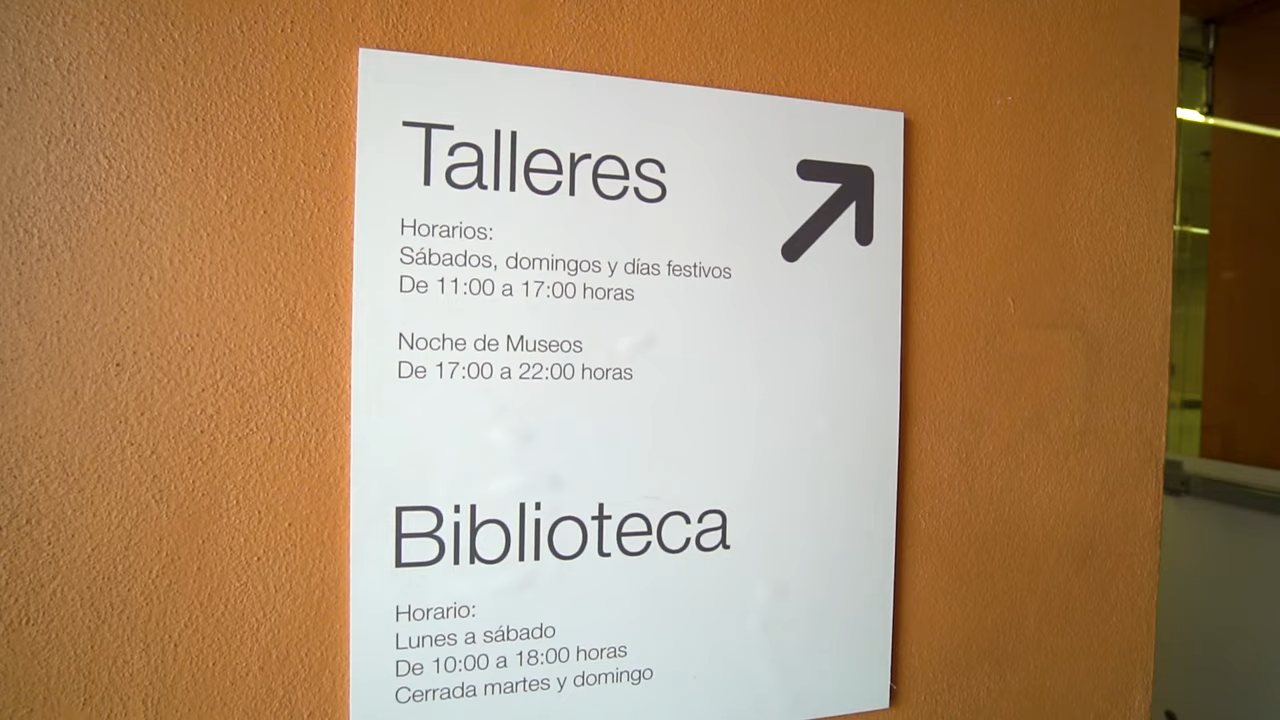 Talleres
Horarios:
Sábados, domingos y días festivos
De 11:00 a 17:00 horas
Noche de Museos
De 17:00 a 22:00 horas
Biblioteca
Horario:
Lunes a sábado
De 10:00 a 18:00 horas
Cerrada martes y domingo